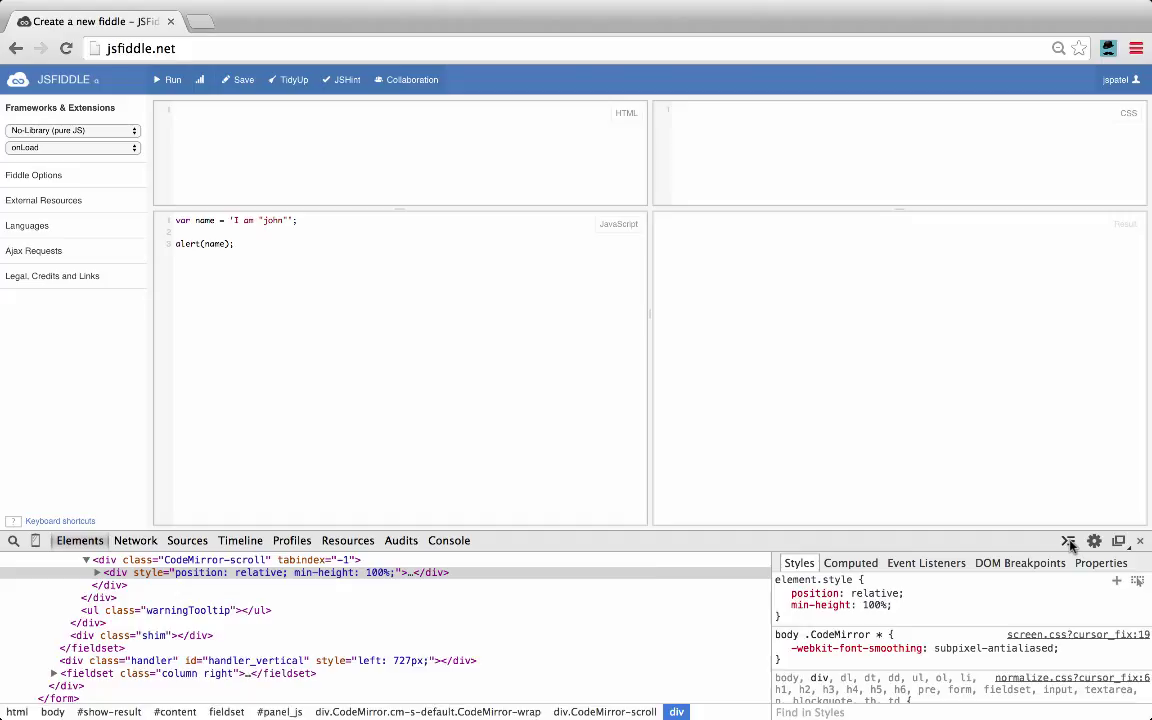 Create a new fiddle – JSFid
jsfiddle.net
JSFIDDLE α Run Save TidyUp JSHint Collaboration jspatel
Frameworks & Extensions
No-Library (pure JS)
onLoad
Fiddle Options
External Resources
Languages
Ajax Requests
Legal, Credits and Links
? Keyboard shortcuts
1
HTML
1
CSS
1 var name = 'I am "john"';
2
3 alert(name);
JavaScript
Result
Elements Network Sources Timeline Profiles Resources Audits Console
▼<div class="CodeMirror-scroll" tabindex="-1">
▶<div style="position: relative; min-height: 100%;">…</div>
</div>
</div>
<ul class="warningTooltip"></ul>
</div>
<div class="shim"></div>
</fieldset>
<div class="handler" id="handler_vertical" style="left: 727px;"></div>
▶<fieldset class="column right">…</fieldset>
</div>
</form>
html body #show-result #content fieldset #panel_js div.CodeMirror.cm-s-default.CodeMirror-wrap div.CodeMirror-scroll div
Styles Computed Event Listeners DOM Breakpoints Properties
element.style {
position: relative;
min-height: 100%;
}
body .CodeMirror * { screen.css?cursor_fix:19
-webkit-font-smoothing: subpixel-antialiased;
}
body, div, dl, dt, dd, ul, ol, li, normalize.css?cursor_fix:6
h1, h2, h3, h4, h5, h6, pre, form, fieldset, input, textarea,
p, blockquote, th, td {
Find in Styles